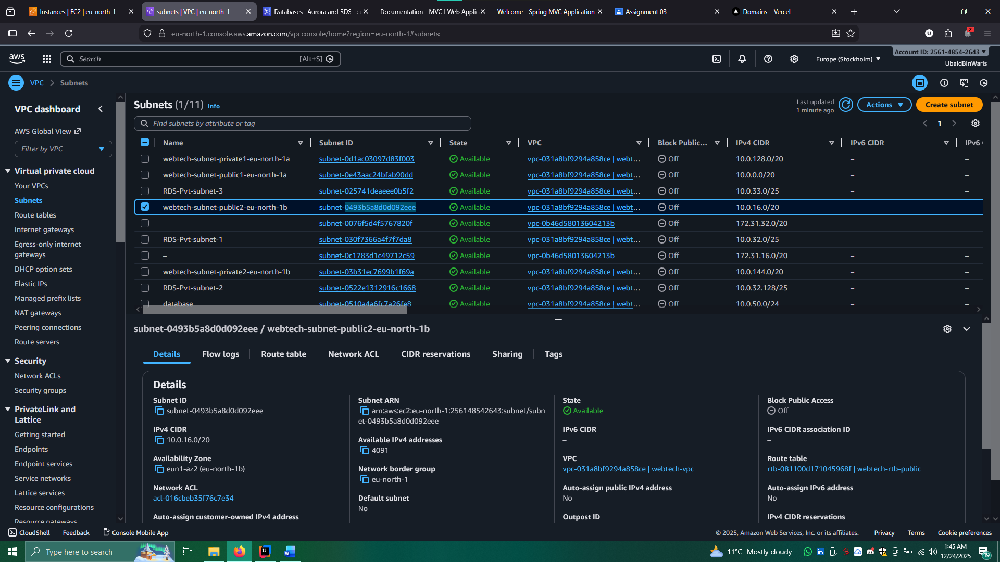 Instances | EC2 | eu-north-1
subnets | VPC | eu-north-1
Databases | Aurora and RDS | eu
Documentation - MVC1 Web Applic
Welcome - Spring MVC Application
Assignment 03
Domains – Vercel
eu-north-1.console.aws.amazon.com/vpcconsole/home?region=eu-north-1#subnets:
U
2
aws
Search
[Alt+S]
Europe (Stockholm)
Account ID: 2561-4854-2643
UbaidBinWaris
VPC
Subnets
VPC dashboard
AWS Global View
Filter by VPC
Virtual private cloud
Your VPCs
Subnets
Route tables
Internet gateways
Egress-only internet
gateways
DHCP option sets
Elastic IPs
Managed prefix lists
NAT gateways
Peering connections
Route servers
Security
Network ACLs
Security groups
PrivateLink and
Lattice
Getting started
Endpoints
Endpoint services
Service networks
Lattice services
Resource configurations
Resource gateways
Subnets (1/11) Info
Last updated
1 minute ago
Actions
Create subnet
Find subnets by attribute or tag
1
Name Subnet ID State VPC Block Public... IPv4 CIDR IPv6 CIDR IPv6
webtech-subnet-private1-eu-north-1a subnet-0d1ac03097d83f003 Available vpc-031a8bf9294a858ce | webt... Off 10.0.128.0/20 – –
webtech-subnet-public1-eu-north-1a subnet-0e43aac24bfab90dd Available vpc-031a8bf9294a858ce | webt... Off 10.0.0.0/20 – –
RDS-Pvt-subnet-3 subnet-025741deaeee0b5f2 Available vpc-031a8bf9294a858ce | webt... Off 10.0.33.0/25 – –
webtech-subnet-public2-eu-north-1b subnet-0493b5a8d0d092eee Available vpc-031a8bf9294a858ce | webt... Off 10.0.16.0/20 – –
– subnet-0076f5d4f5767820f Available vpc-0b46d58013604213b Off 172.31.32.0/20 – –
RDS-Pvt-subnet-1 subnet-030f7366a4f7f7da8 Available vpc-031a8bf9294a858ce | webt... Off 10.0.32.0/25 – –
– subnet-0c1783d1c49712c59 Available vpc-0b46d58013604213b Off 172.31.16.0/20 – –
webtech-subnet-private2-eu-north-1b subnet-03b31ec7699b1f69a Available vpc-031a8bf9294a858ce | webt... Off 10.0.144.0/20 – –
RDS-Pvt-subnet-2 subnet-0522e1312916c1668 Available vpc-031a8bf9294a858ce | webt... Off 10.0.32.128/25 – –
database subnet-0510a4a6fc7a26fe8 Available vpc-031a8bf9294a858ce | webt... Off 10.0.50.0/24 – –
subnet-0493b5a8d0d092eee / webtech-subnet-public2-eu-north-1b
Details Flow logs Route table Network ACL CIDR reservations Sharing Tags
Details
Subnet ID
subnet-0493b5a8d0d092eee
IPv4 CIDR
10.0.16.0/20
Availability Zone
eun1-az2 (eu-north-1b)
Network ACL
acl-016cbeb35f76c7e34
Auto-assign customer-owned IPv4 address
Subnet ARN
arn:aws:ec2:eu-north-1:256148542643:subnet/subn
et-0493b5a8d0d092eee
Available IPv4 addresses
4091
Network border group
eu-north-1
Default subnet
No
State
Available
IPv6 CIDR
–
VPC
vpc-031a8bf9294a858ce | webtech-vpc
Auto-assign public IPv4 address
No
Outpost ID
Block Public Access
Off
IPv6 CIDR association ID
–
Route table
rtb-081100d171045968f | webtech-rtb-public
Auto-assign IPv6 address
No
IPv4 CIDR reservations
CloudShell
Feedback
Console Mobile App
© 2025, Amazon Web Services, Inc. or its affiliates.
Privacy
Terms
Cookie preferences
Type here to search
11°C Mostly cloudy
1:45 AM
12/24/2025
19